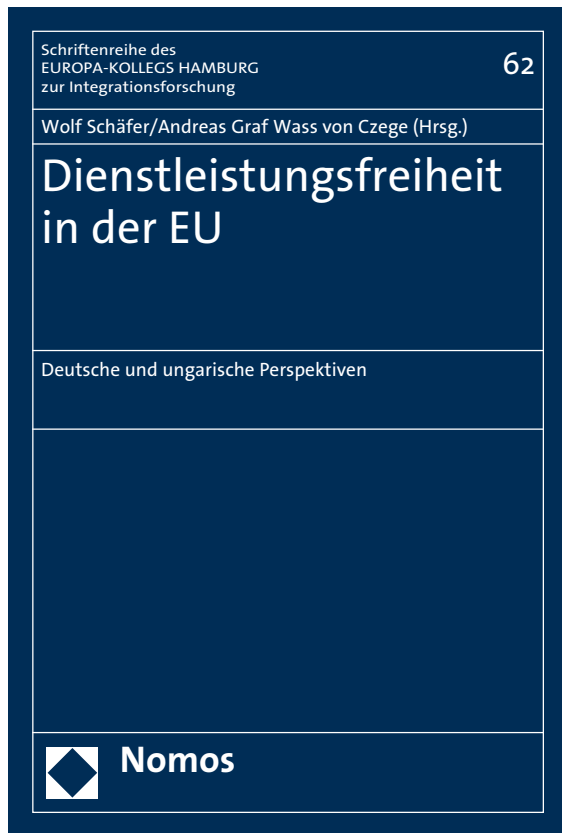 Schriftenreihe des
EUROPA-KOLLEGS HAMBURG
zur Integrationsforschung
62
Wolf Schäfer/Andreas Graf Wass von Czege (Hrsg.)
Dienstleistungsfreiheit
in der EU
Deutsche und ungarische Perspektiven
Nomos